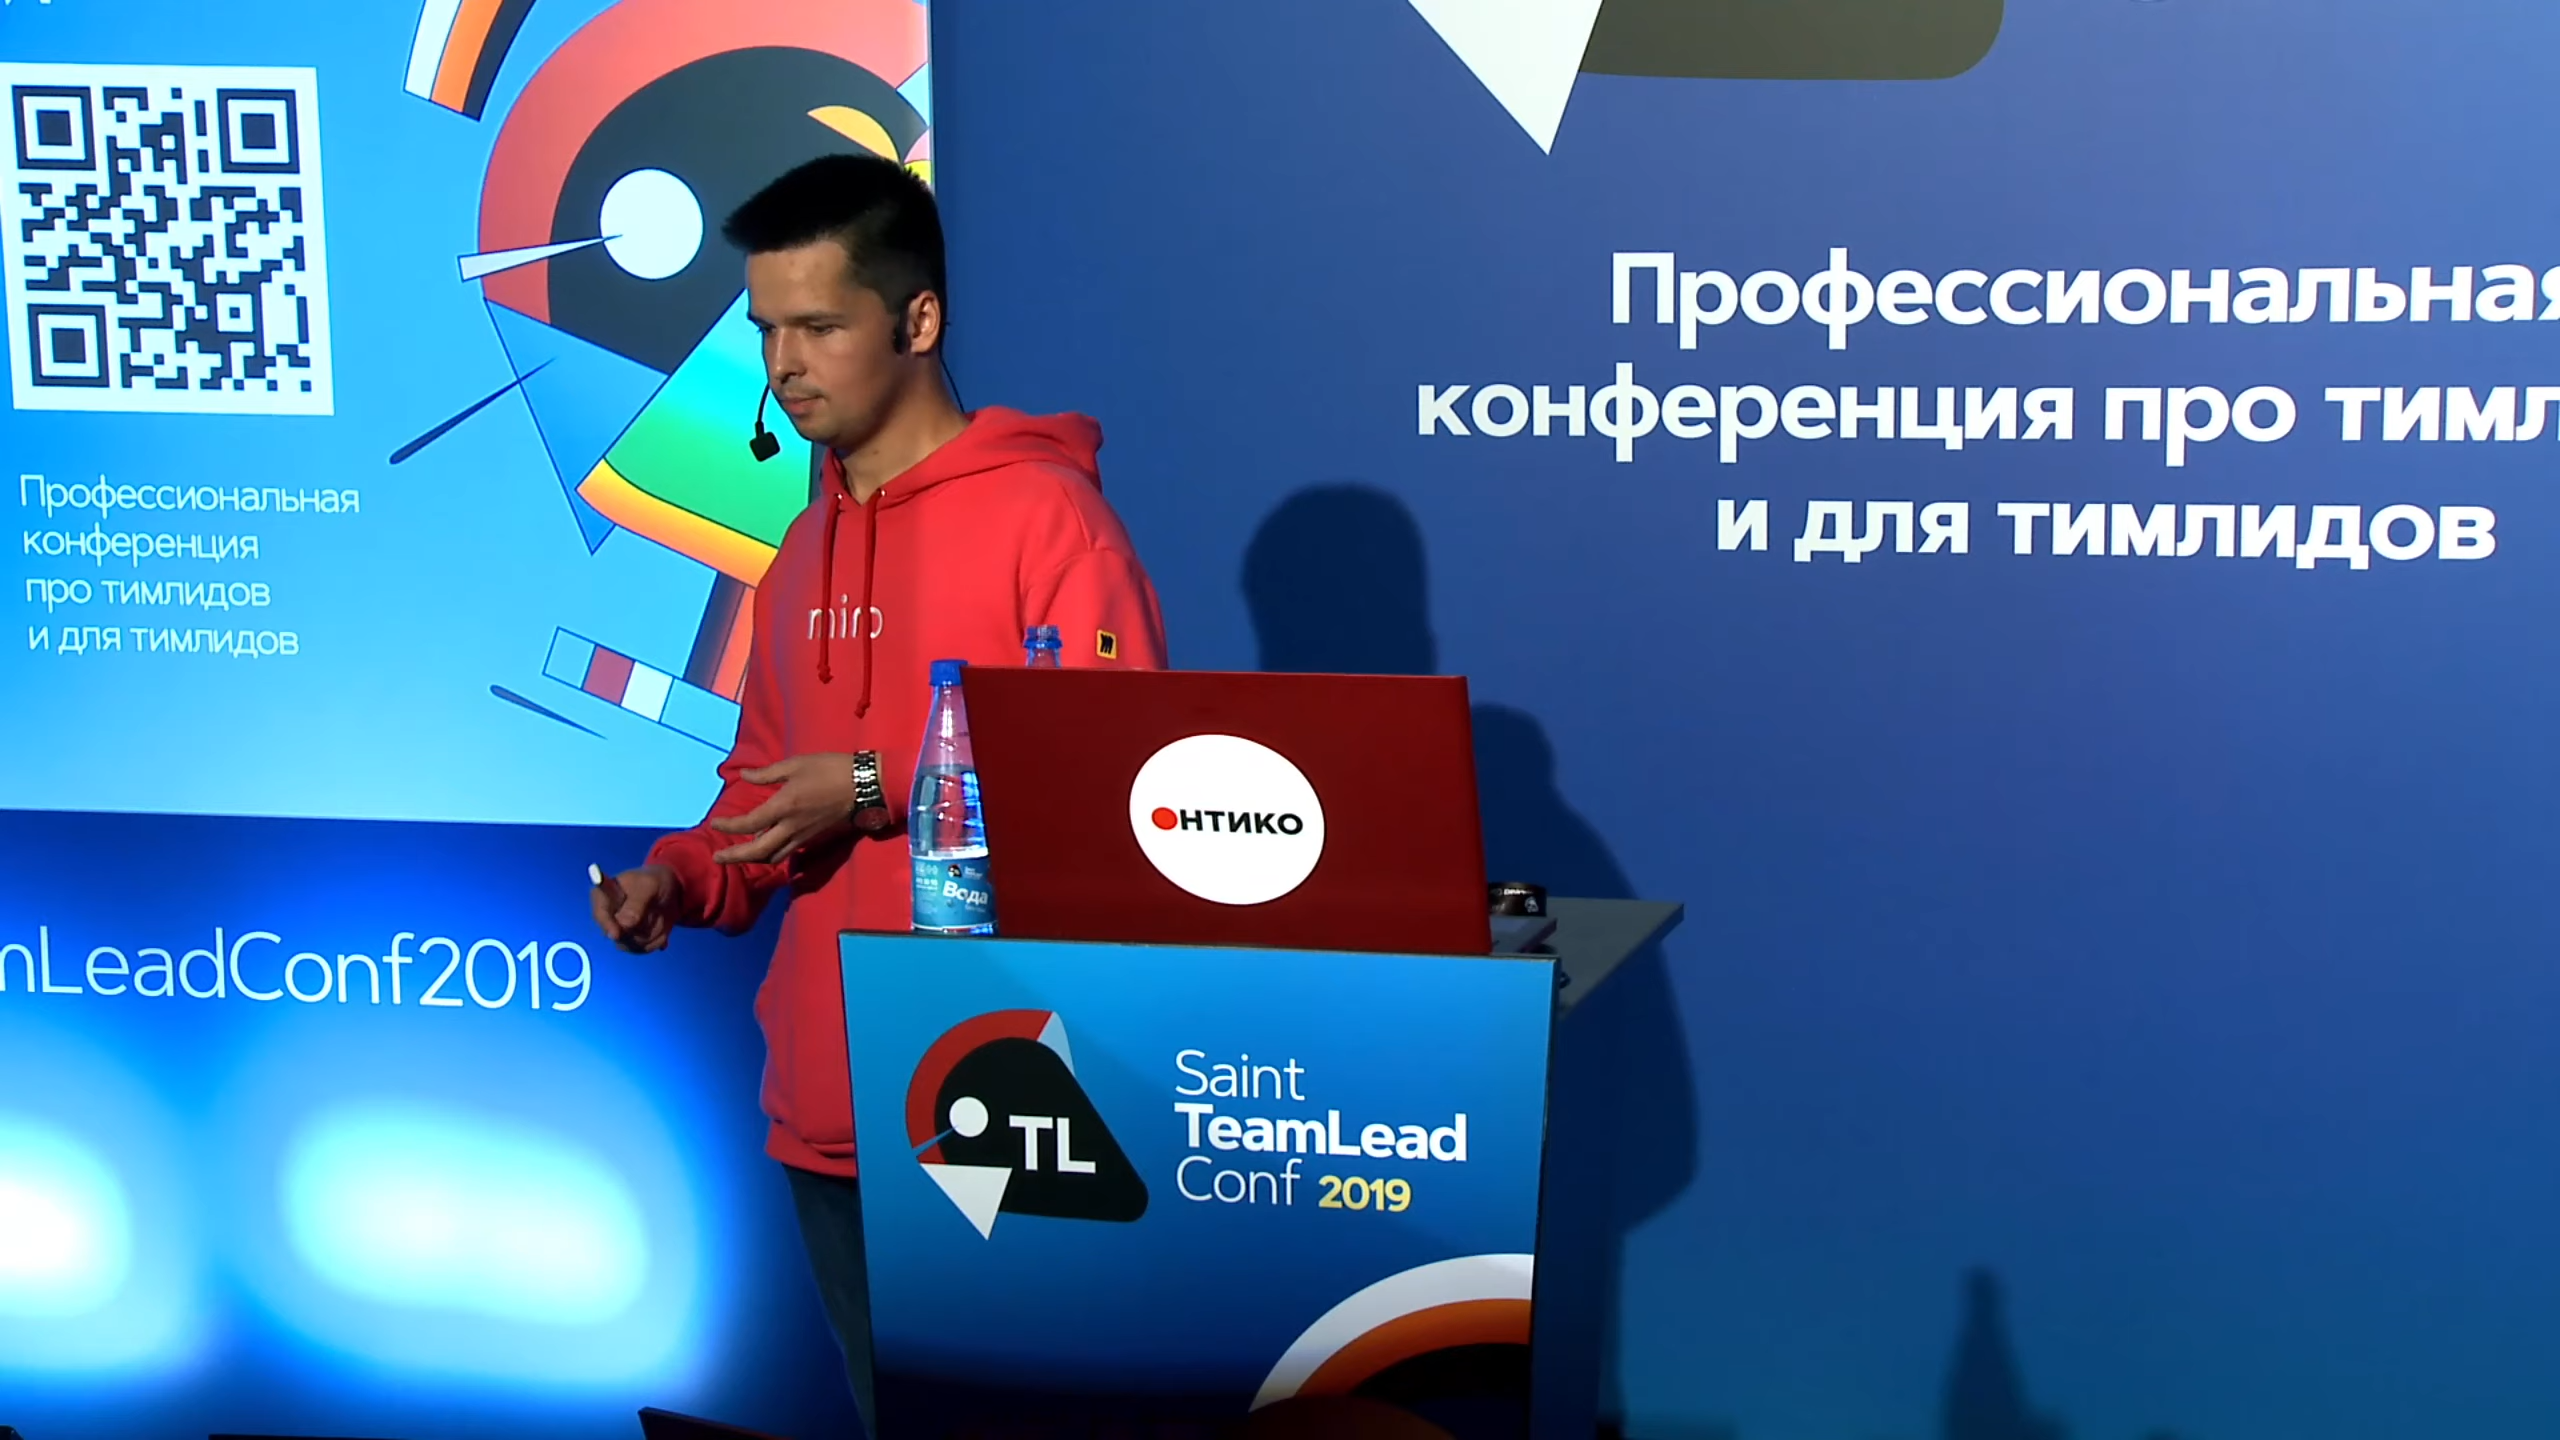 Профессиональная
конференция
про тимлидов
и для тимлидов
mLeadConf2019
Профессиональная
конференция про тимл
и для тимлидов
miro
Вода
ОНТИКО
TL
Saint
TeamLead
Conf 2019